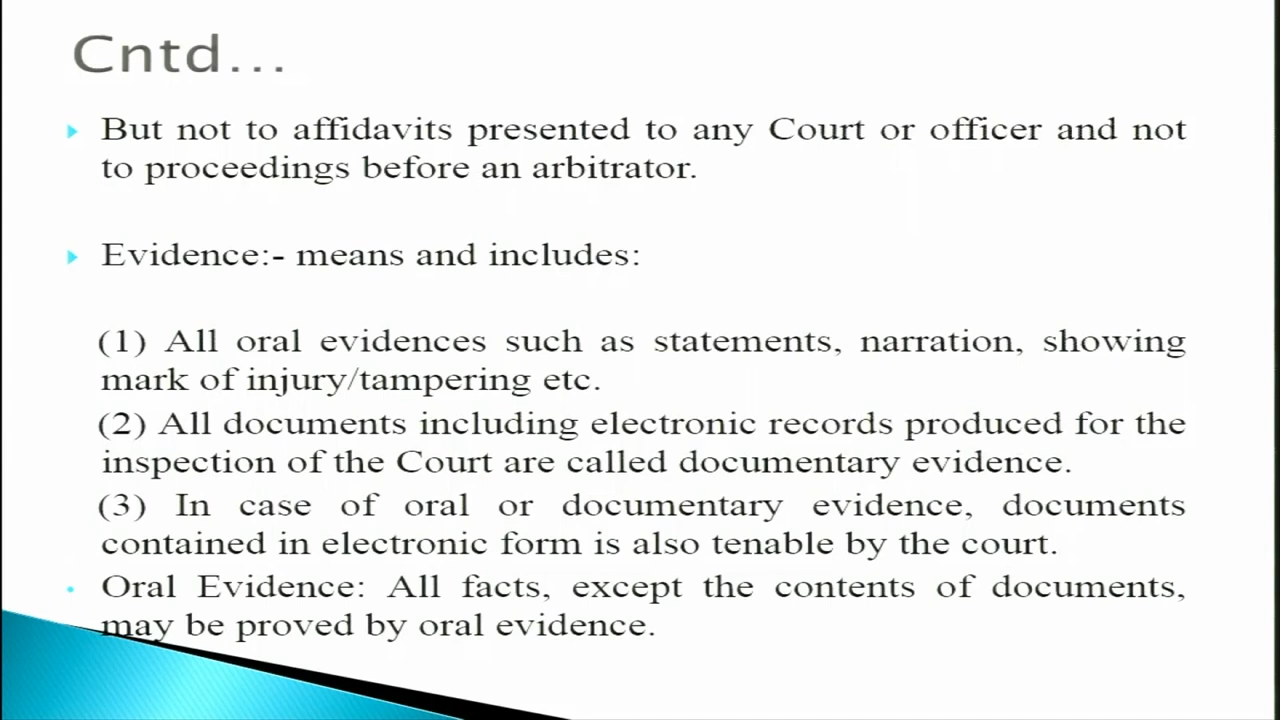 Cntd...
But not to affidavits presented to any Court or officer and not
to proceedings before an arbitrator.
Evidence:- means and includes:
(1) All oral evidences such as statements, narration, showing
mark of injury/tampering etc.
(2) All documents including electronic records produced for the
inspection of the Court are called documentary evidence.
(3) In case of oral or documentary evidence, documents
contained in electronic form is also tenable by the court.
Oral Evidence: All facts, except the contents of documents,
may be proved by oral evidence.